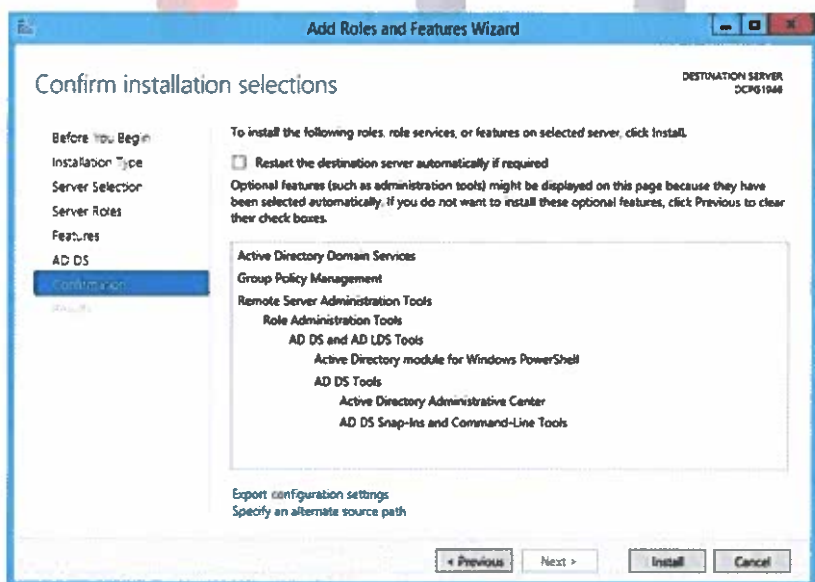 Add Roles and Features Wizard
Confirm installation selections
DESTINATION SERVER
Before You Begin
Installation Type
Server Selection
Server Roles
Features
AD DS
Confirmation
Results
To install the following roles, role services, or features on selected server, click Install.
Restart the destination server automatically if required
Optional features (such as administration tools) might be displayed on this page because they have
been selected automatically. If you do not want to install these optional features, click Previous to clear
their check boxes.
Active Directory Domain Services
Group Policy Management
Remote Server Administration Tools
Role Administration Tools
AD DS and AD LDS Tools
Active Directory module for Windows PowerShell
AD DS Tools
Active Directory Administrative Center
AD DS Snap-Ins and Command-Line Tools
Export configuration settings
Specify an alternate source path
< Previous
Next >
Install
Cancel